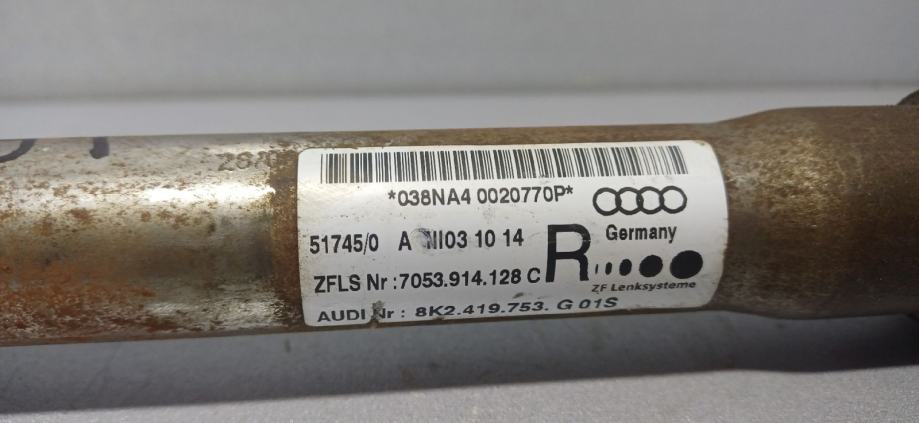 *038NA4 0020770P*
Germany
51745/0 A NI03 10 14
R
ZFLS Nr :7053.914.128 C
ZF Lenksysteme
AUDI Nr : 8K2.419.753. G 01S